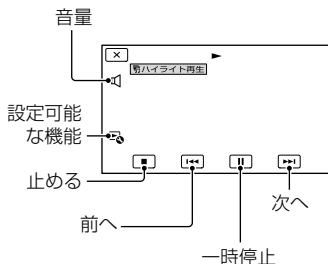 音量
ハイライト再生
設定可能
な機能
止める
前へ
次へ
一時停止